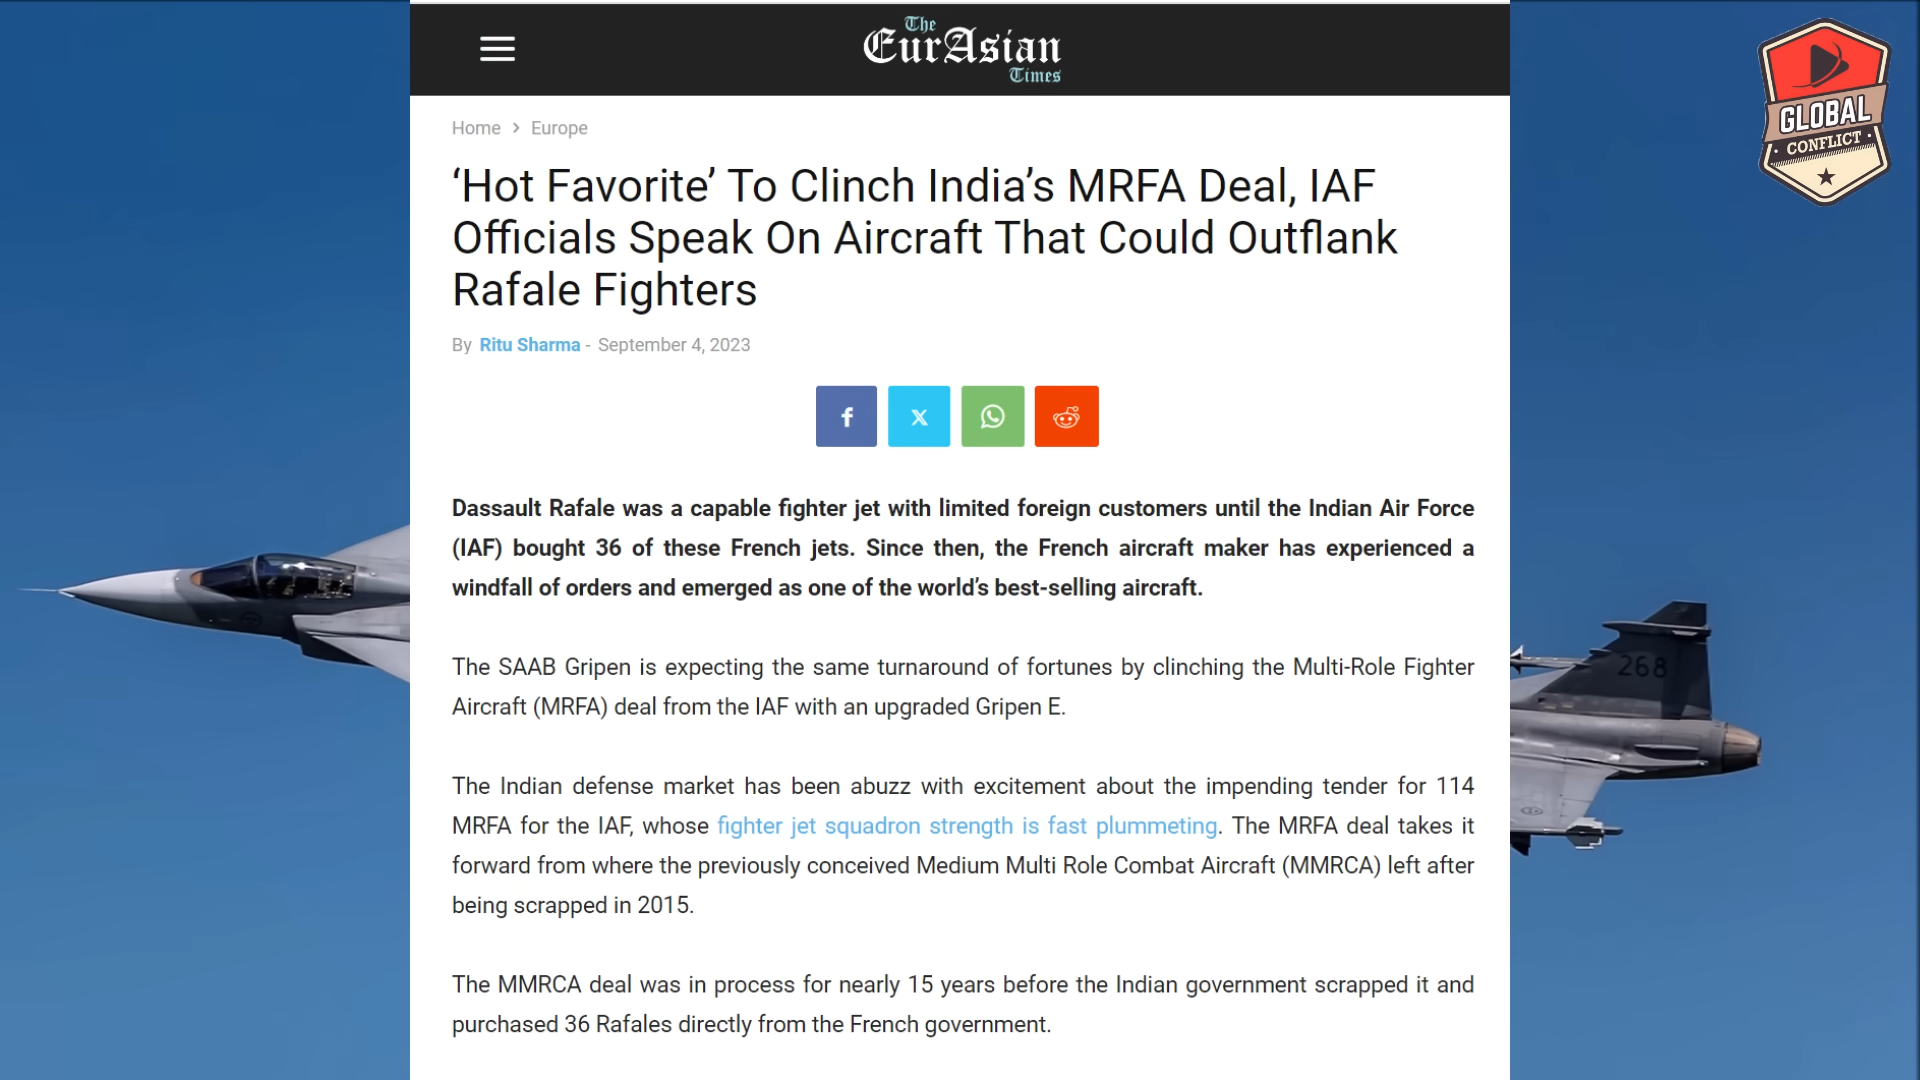 The
EurAsian
Times
GLOBAL
CONFLICT
Home > Europe
‘Hot Favorite’ To Clinch India’s MRFA Deal, IAF
Officials Speak On Aircraft That Could Outflank
Rafale Fighters
By Ritu Sharma - September 4, 2023
Dassault Rafale was a capable fighter jet with limited foreign customers until the Indian Air Force
(IAF) bought 36 of these French jets. Since then, the French aircraft maker has experienced a
windfall of orders and emerged as one of the world’s best-selling aircraft.
The SAAB Gripen is expecting the same turnaround of fortunes by clinching the Multi-Role Fighter
Aircraft (MRFA) deal from the IAF with an upgraded Gripen E.
268
The Indian defense market has been abuzz with excitement about the impending tender for 114
MRFA for the IAF, whose fighter jet squadron strength is fast plummeting. The MRFA deal takes it
forward from where the previously conceived Medium Multi Role Combat Aircraft (MMRCA) left after
being scrapped in 2015.
The MMRCA deal was in process for nearly 15 years before the Indian government scrapped it and
purchased 36 Rafales directly from the French government.